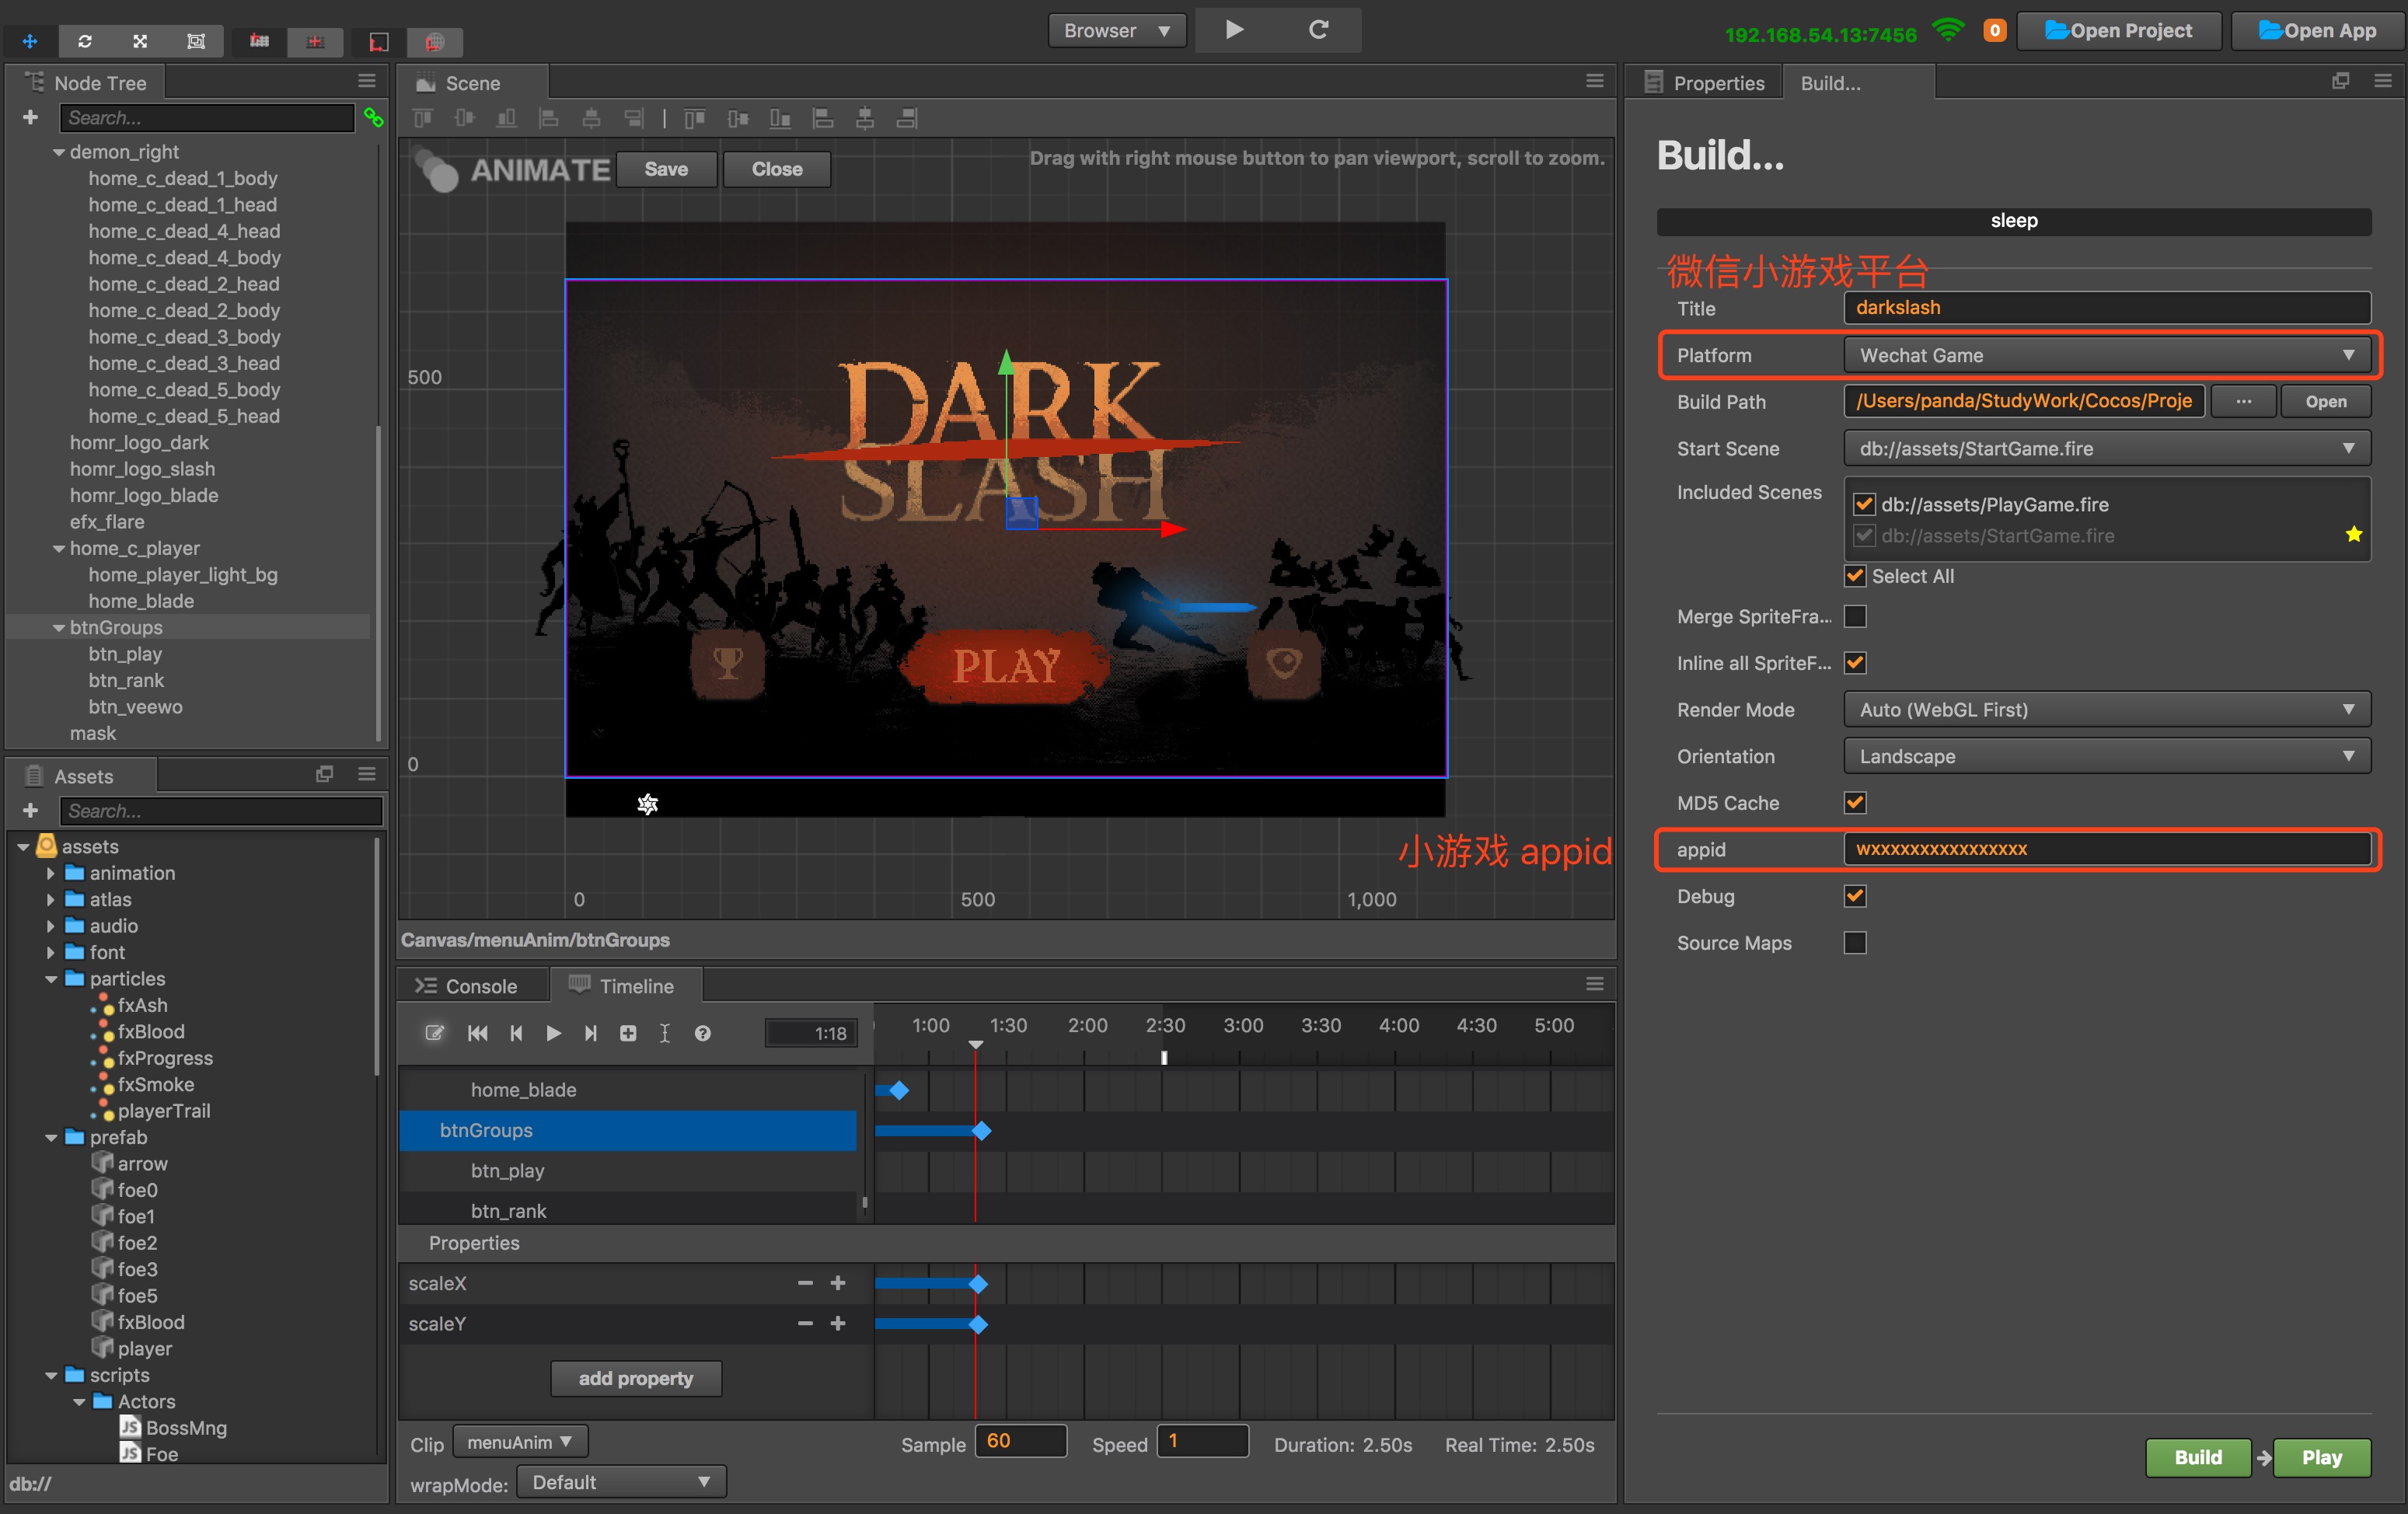 Browser
192.168.54.13:7456
0
Open Project
Open App
Node Tree
Search...
demon_right
home_c_dead_1_body
home_c_dead_1_head
home_c_dead_4_head
home_c_dead_4_body
home_c_dead_2_head
home_c_dead_2_body
home_c_dead_3_body
home_c_dead_3_head
home_c_dead_5_body
home_c_dead_5_head
homr_logo_dark
homr_logo_slash
homr_logo_blade
efx_flare
home_c_player
home_player_light_bg
home_blade
btnGroups
btn_play
btn_rank
btn_veewo
mask
Assets
Search...
assets
animation
atlas
audio
font
particles
fxAsh
fxBlood
fxProgress
fxSmoke
playerTrail
prefab
arrow
foe0
foe1
foe2
foe3
foe5
fxBlood
player
scripts
Actors
JS BossMng
JS Foe
db://
Scene
ANIMATE
Save
Close
Drag with right mouse button to pan viewport, scroll to zoom.
500
0
DARK
SLASH
PLAY
小游戏 appid
0
500
1,000
Canvas/menuAnim/btnGroups
Console
Timeline
1:18
1:00
1:30
2:00
2:30
3:00
3:30
4:00
4:30
5:00
home_blade
btnGroups
btn_play
btn_rank
Properties
scaleX
scaleY
add property
Clip
menuAnim
Sample
60
Speed
1
Duration: 2.50s
Real Time: 2.50s
wrapMode:
Default
Properties
Build...
Build...
sleep
微信小游戏平台
Title
darkslash
Platform
Wechat Game
Build Path
/Users/panda/StudyWork/Cocos/Proje
...
Open
Start Scene
db://assets/StartGame.fire
Included Scenes
db://assets/PlayGame.fire
db://assets/StartGame.fire
Select All
Merge SpriteFra...
Inline all SpriteF...
Render Mode
Auto (WebGL First)
Orientation
Landscape
MD5 Cache
appid
wxxxxxxxxxxxxxxxx
Debug
Source Maps
Build
Play